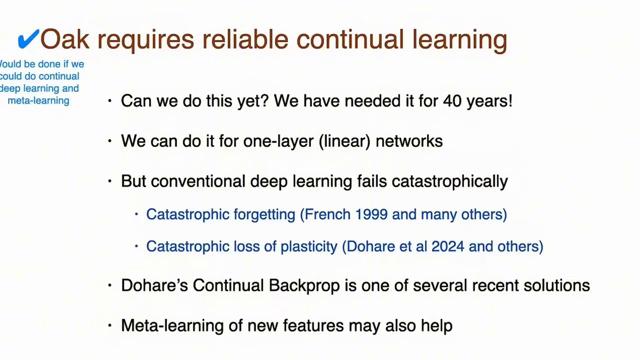 ✔Oak requires reliable continual learning
Would be done if we
could do continual
deep learning and
meta-learning
· Can we do this yet? We have needed it for 40 years!
· We can do it for one-layer (linear) networks
· But conventional deep learning fails catastrophically
· Catastrophic forgetting (French 1999 and many others)
· Catastrophic loss of plasticity (Dohare et al 2024 and others)
· Dohare’s Continual Backprop is one of several recent solutions
· Meta-learning of new features may also help